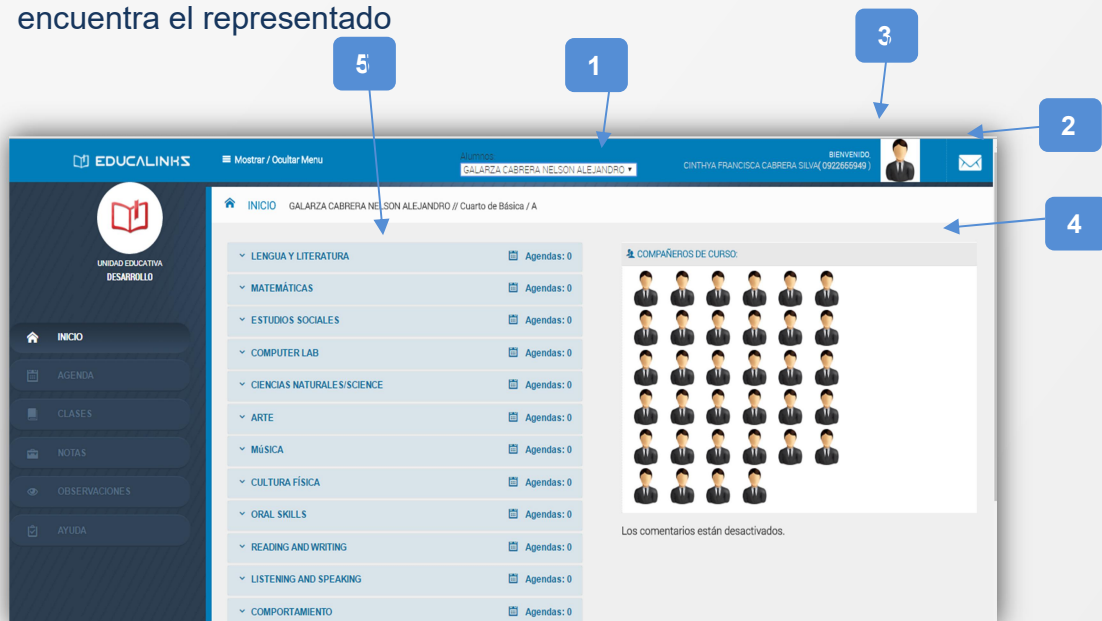 encuentra el representado
3
5
1
2
EDUCALINKS
Mostrar / Ocultar Menu
Alumnos:
GALARZA CABRERA NELSON ALEJANDRO
BIENVENIDO,
CINTHYA FRANCISCA CABRERA SILVA( 0922655949 )
INICIO GALARZA CABRERA NELSON ALEJANDRO // Cuarto de Básica / A
4
UNIDAD EDUCATIVA
DESARROLLO
INICIO
AGENDA
CLASES
NOTAS
OBSERVACIONES
AYUDA
LENGUA Y LITERATURA Agendas: 0
MATEMÁTICAS Agendas: 0
ESTUDIOS SOCIALES Agendas: 0
COMPUTER LAB Agendas: 0
CIENCIAS NATURALES/SCIENCE Agendas: 0
ARTE Agendas: 0
MúSICA Agendas: 0
CULTURA FÍSICA Agendas: 0
ORAL SKILLS Agendas: 0
READING AND WRITING Agendas: 0
LISTENING AND SPEAKING Agendas: 0
COMPORTAMIENTO Agendas: 0
COMPAÑEROS DE CURSO:
Los comentarios están desactivados.